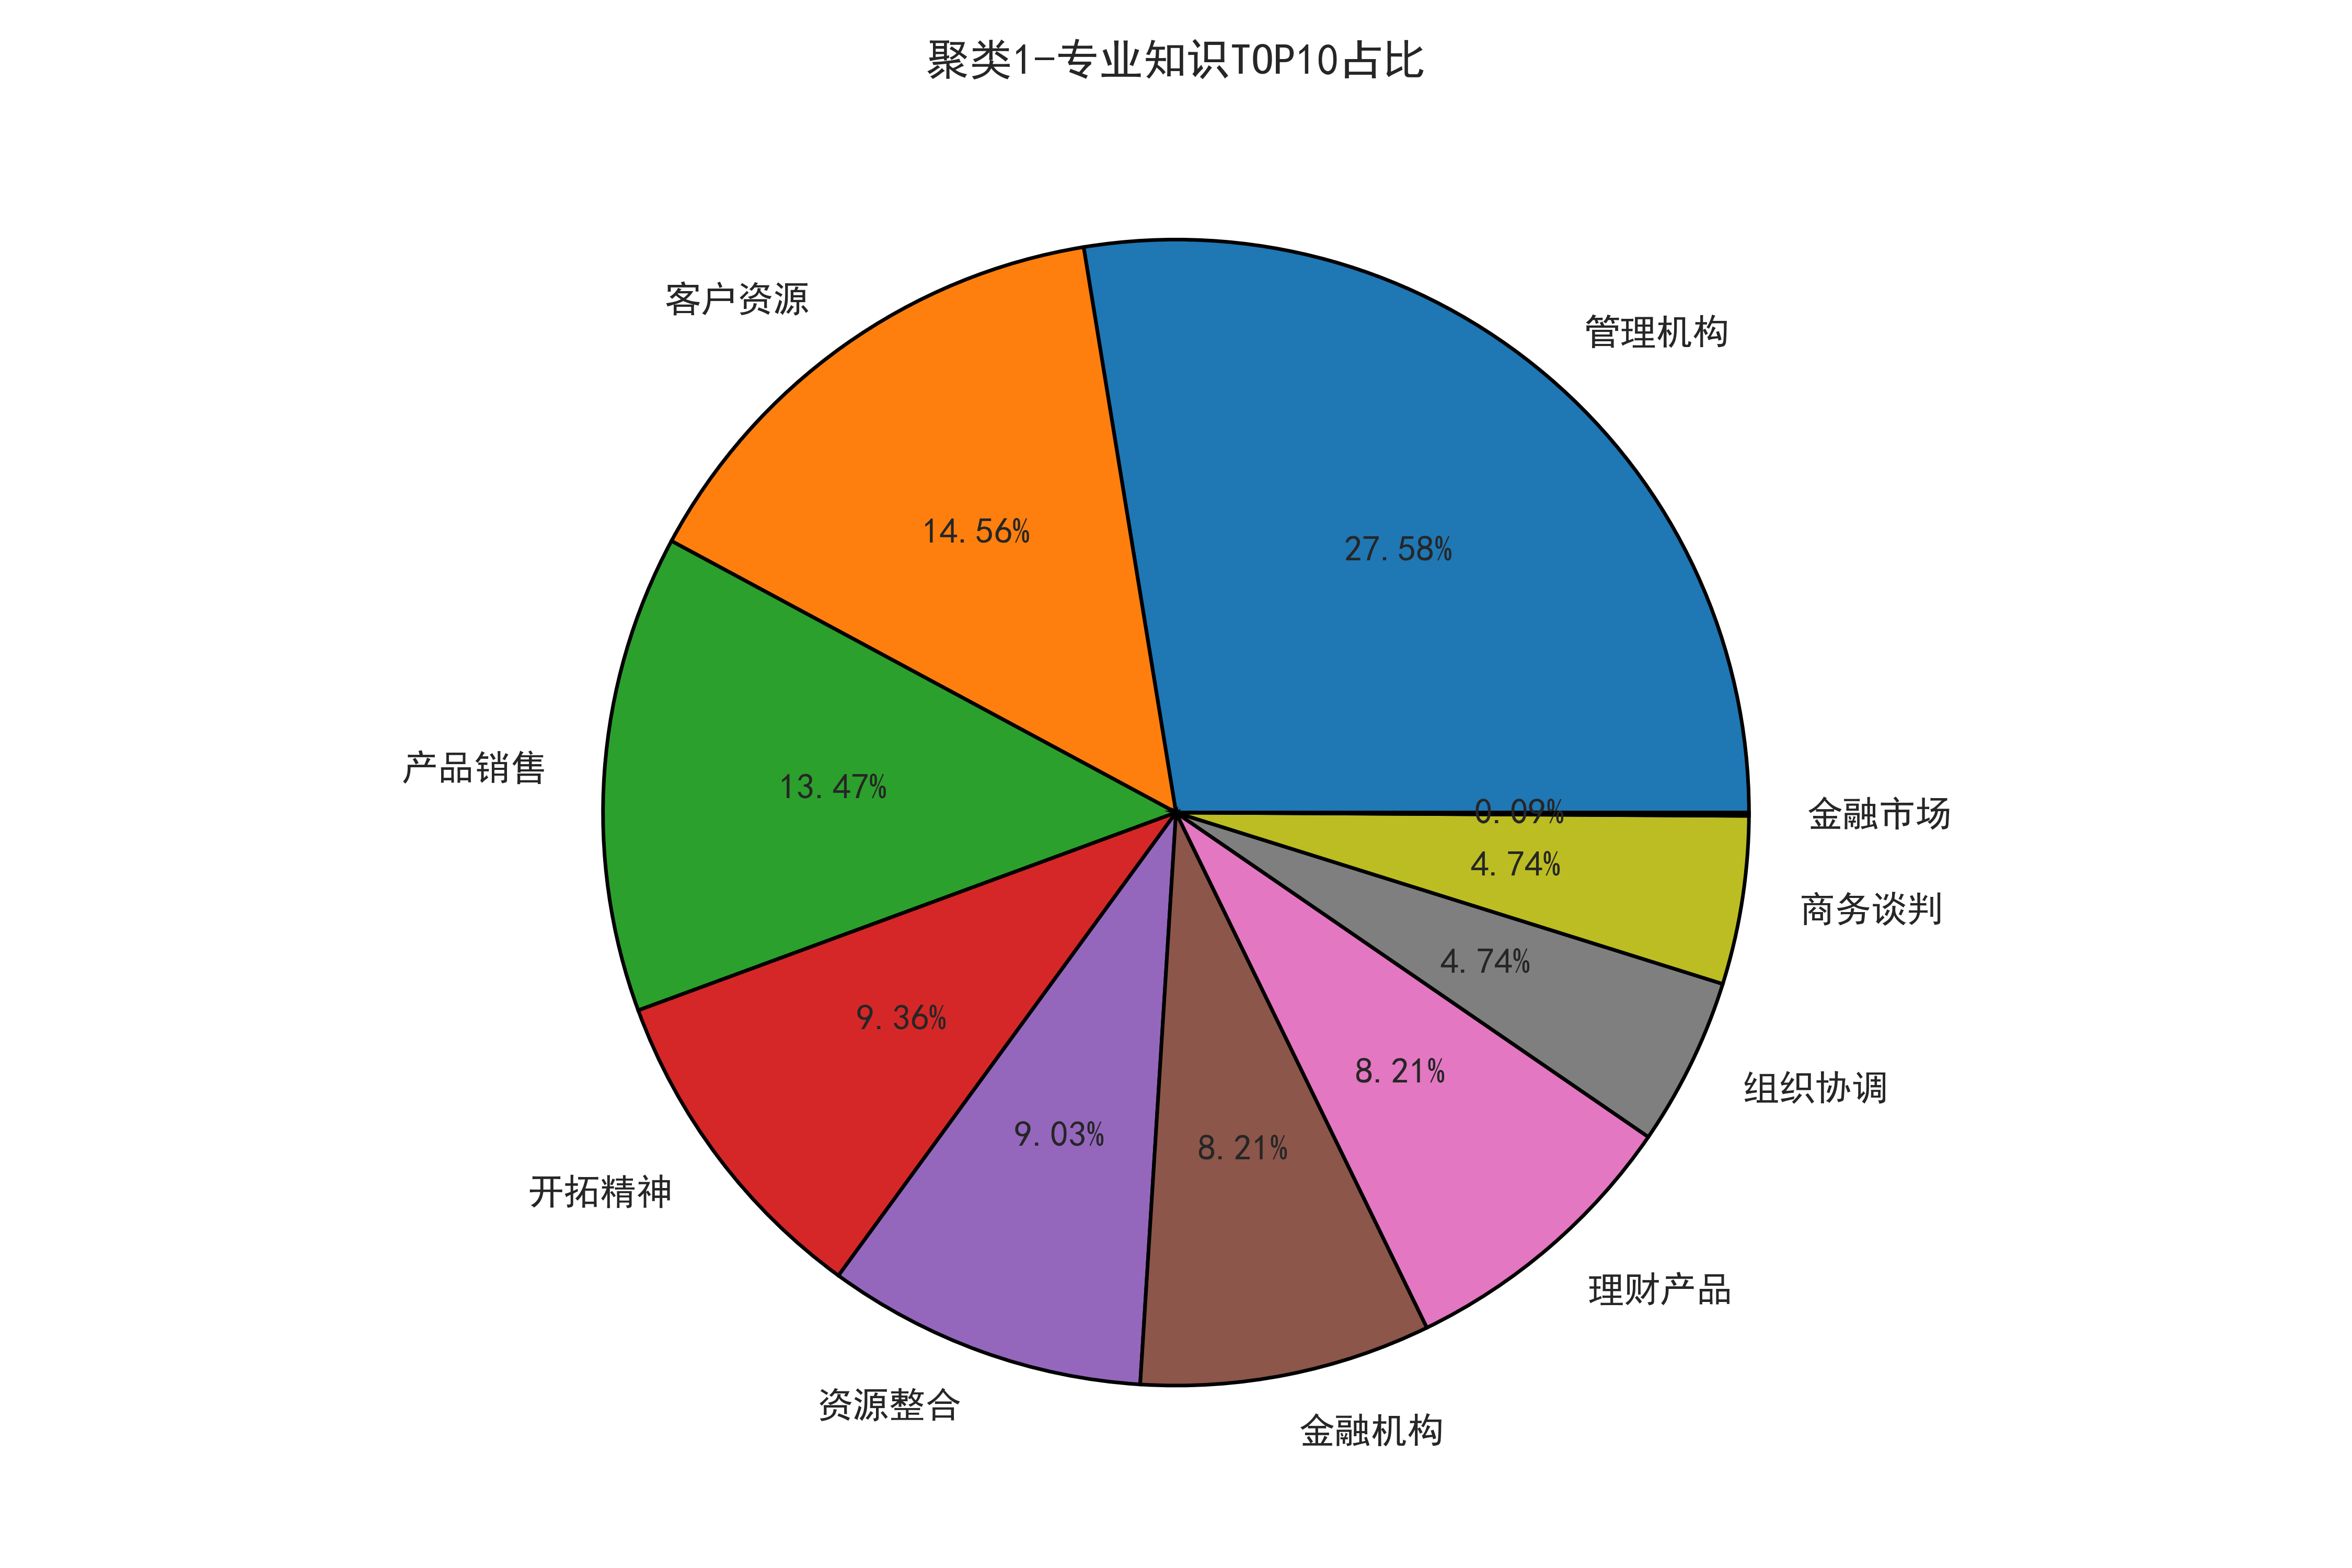 聚类1-专业知识TOP10占比
管理机构
27.58%
客户资源
14.56%
产品销售
13.47%
开拓精神
9.36%
资源整合
9.03%
金融机构
8.21%
理财产品
8.21%
组织协调
4.74%
商务谈判
4.74%
金融市场
0.09%